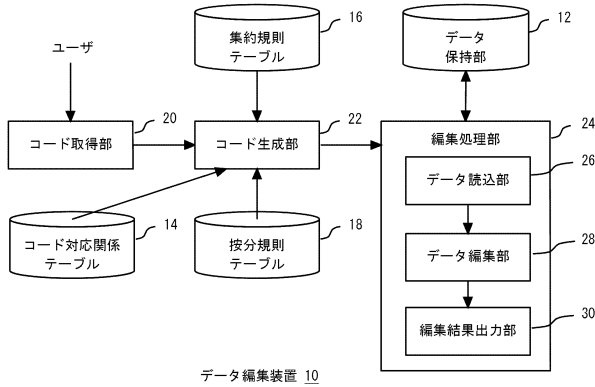 ユーザ
集約規則
テーブル
16
データ
保持部
12
コード取得部
20
コード生成部
22
編集処理部
24
データ読込部
26
コード対応関係
テーブル
14
按分規則
テーブル
18
データ編集部
28
編集結果出力部
30
データ編集装置 10